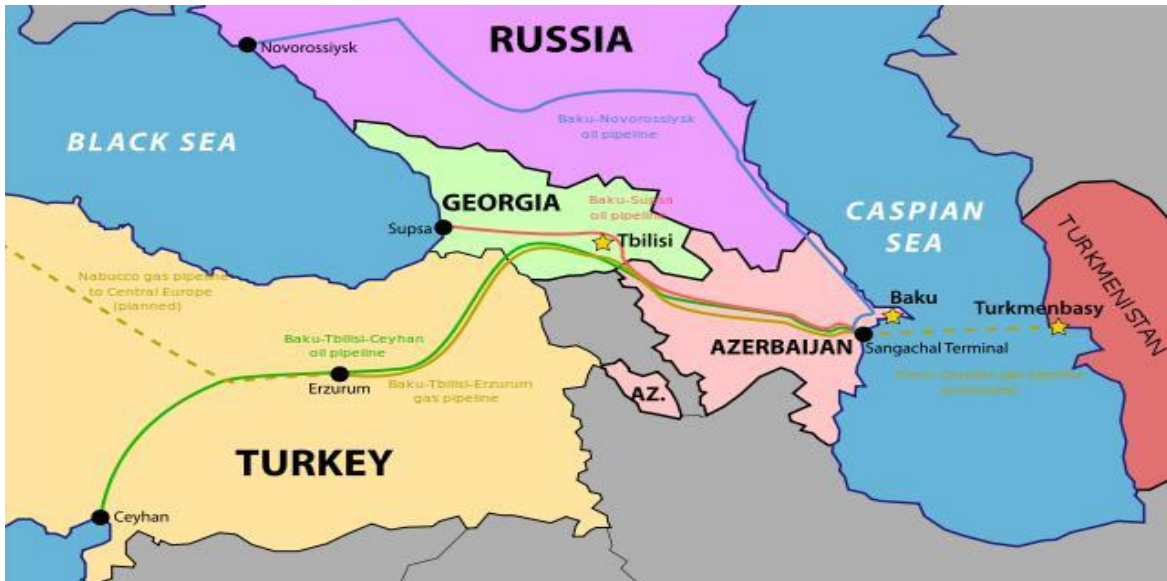 RUSSIA
Novorossiysk
Baku-Novorossiysk
oil pipeline
BLACK SEA
GEORGIA
Baku-Supsa
oil pipeline
Supsa
Tbilisi
CASPIAN
SEA
TURKMENISTAN
Nabucco gas pipeline
to Central Europe
(planned)
Baku
Turkmenbasy
Baku-Tbilisi-Ceyhan
oil pipeline
AZERBAIJAN
Sangachal Terminal
Erzurum
Baku-Tbilisi-Erzurum
gas pipeline
gas pipeline
AZ.
TURKEY
Ceyhan